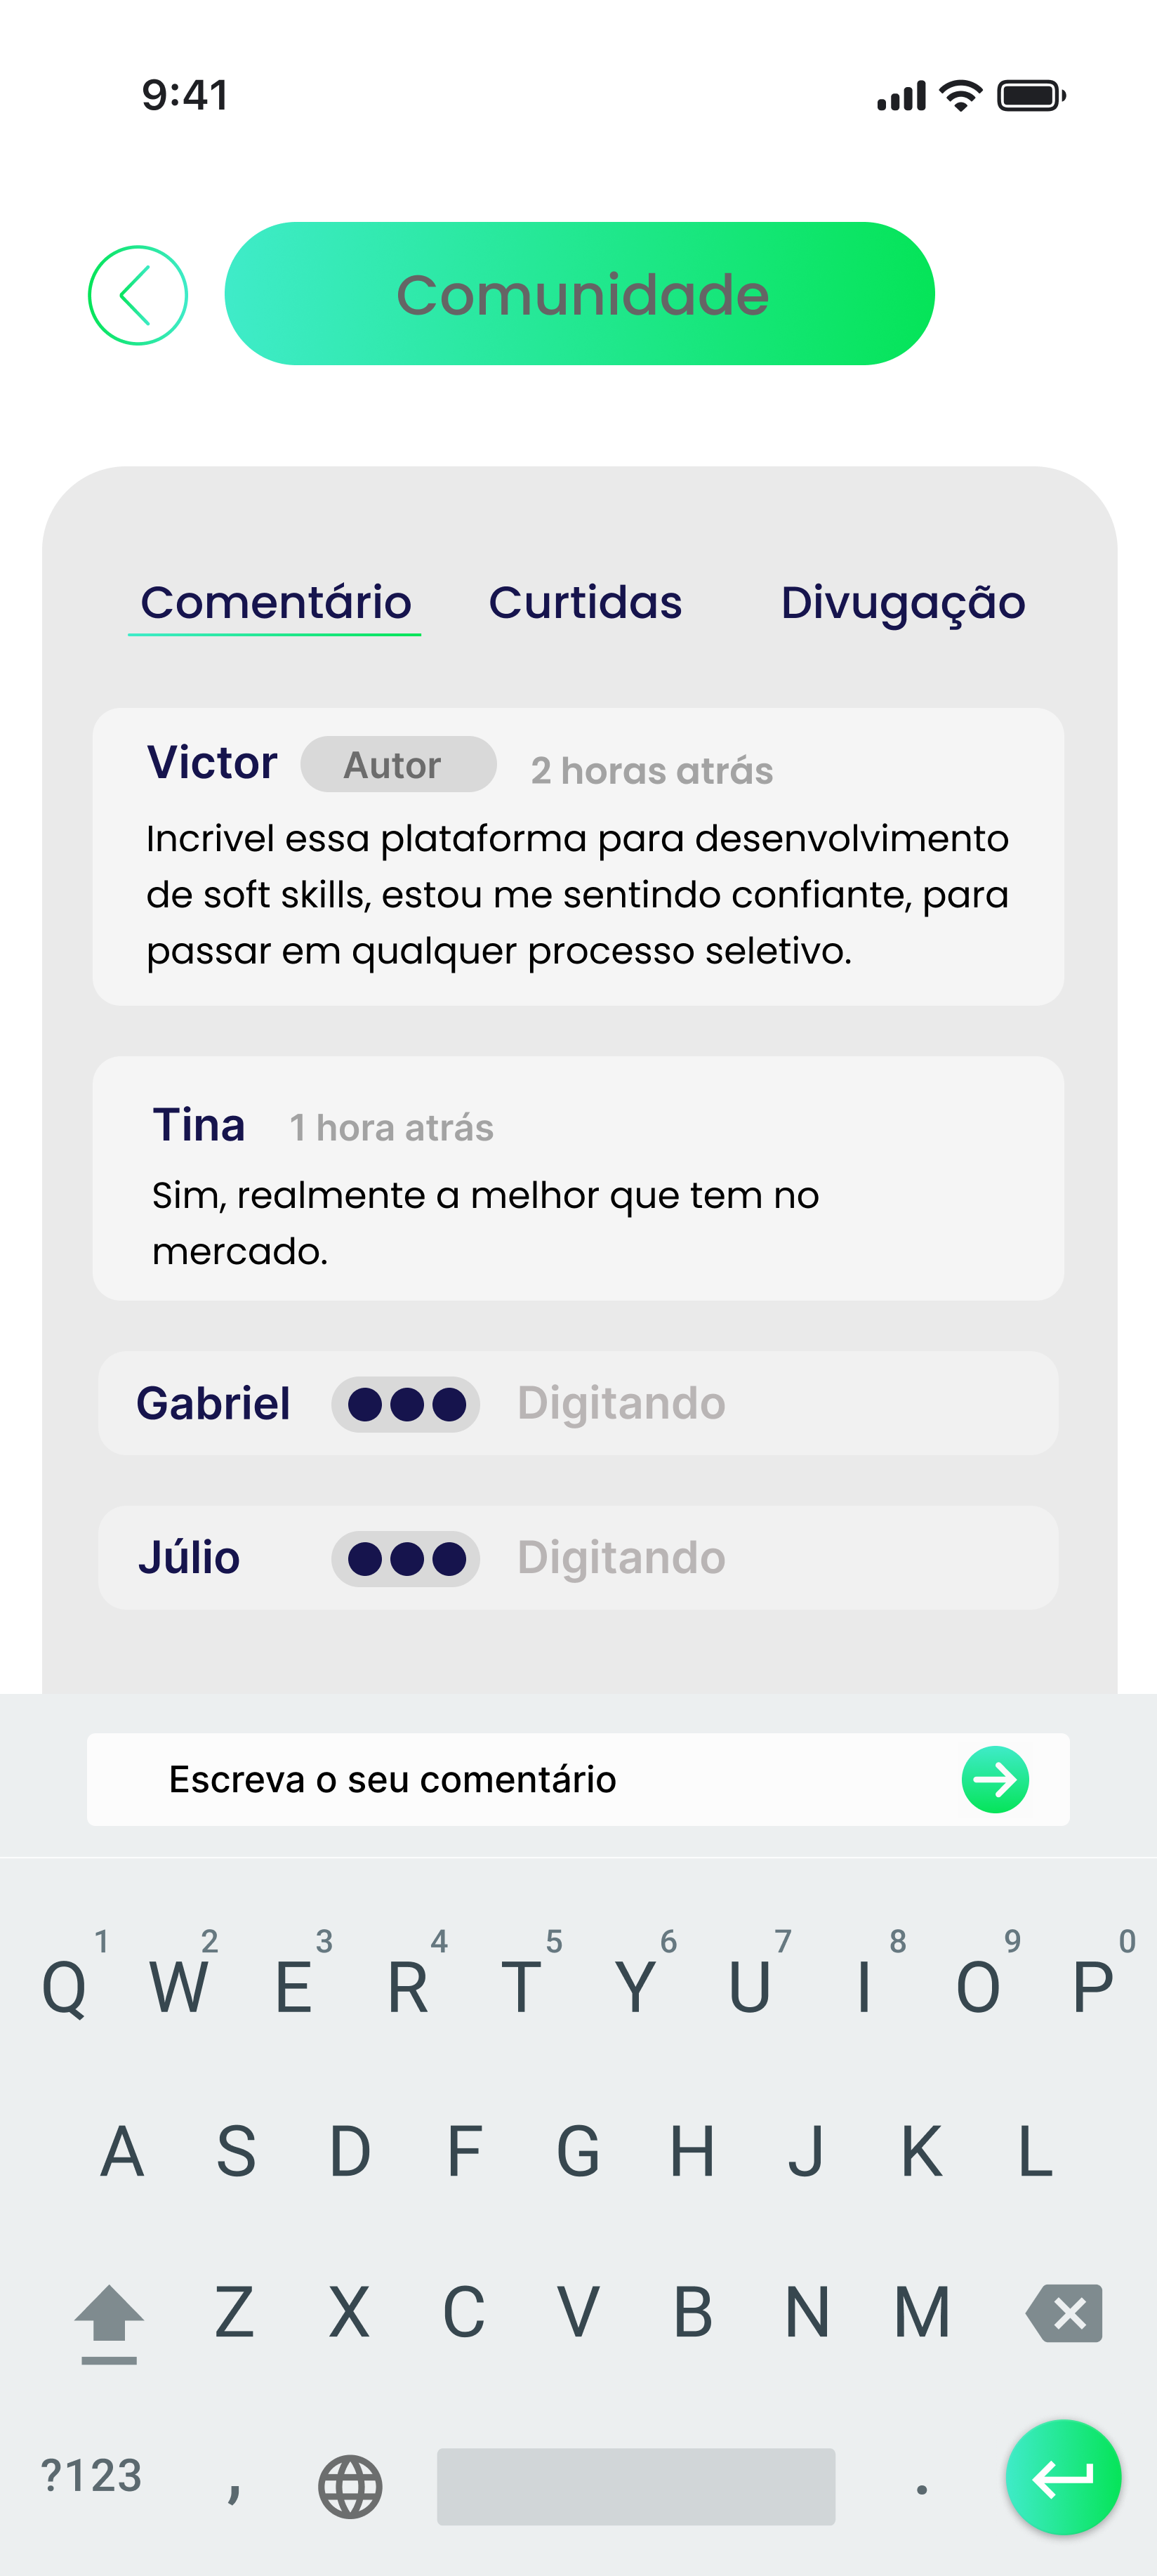 9:41
Comunidade
Comentário Curtidas Divugação
Victor Autor 2 horas atrás
Incrivel essa plataforma para desenvolvimento
de soft skills, estou me sentindo confiante, para
passar em qualquer processo seletivo.
Tina 1 hora atrás
Sim, realmente a melhor que tem no
mercado.
Gabriel Digitando
Júlio Digitando
Escreva o seu comentário
1 2 3 4 5 6 7 8 9 0
Q W E R T Y U I O P
A S D F G H J K L
Z X C V B N M
?123 , .